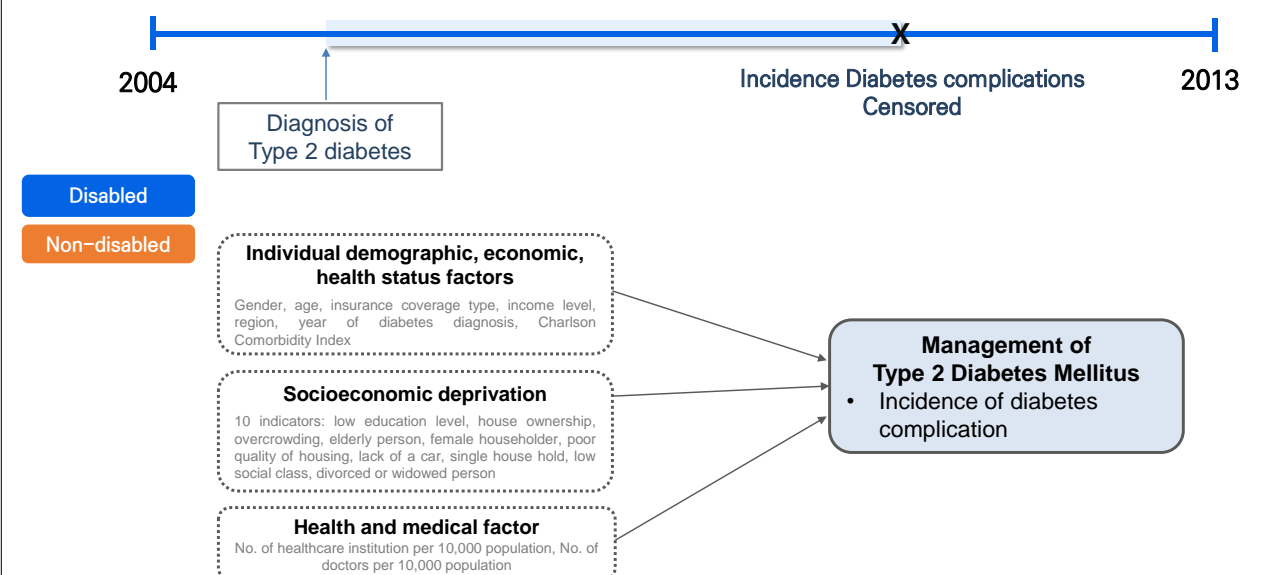 X
2004
Incidence Diabetes complications
Censored
2013
Diagnosis of
Type 2 diabetes
Disabled
Non-disabled
Individual demographic, economic,
health status factors
Gender, age, insurance coverage type, income level,
region, year of diabetes diagnosis, Charlson
Comorbidity Index
Socioeconomic deprivation
10 indicators: low education level, house ownership,
overcrowding, elderly person, female householder, poor
quality of housing, lack of a car, single house hold, low
social class, divorced or widowed person
Health and medical factor
No. of healthcare institution per 10,000 population, No. of
doctors per 10,000 population
Management of
Type 2 Diabetes Mellitus
• Incidence of diabetes
complication